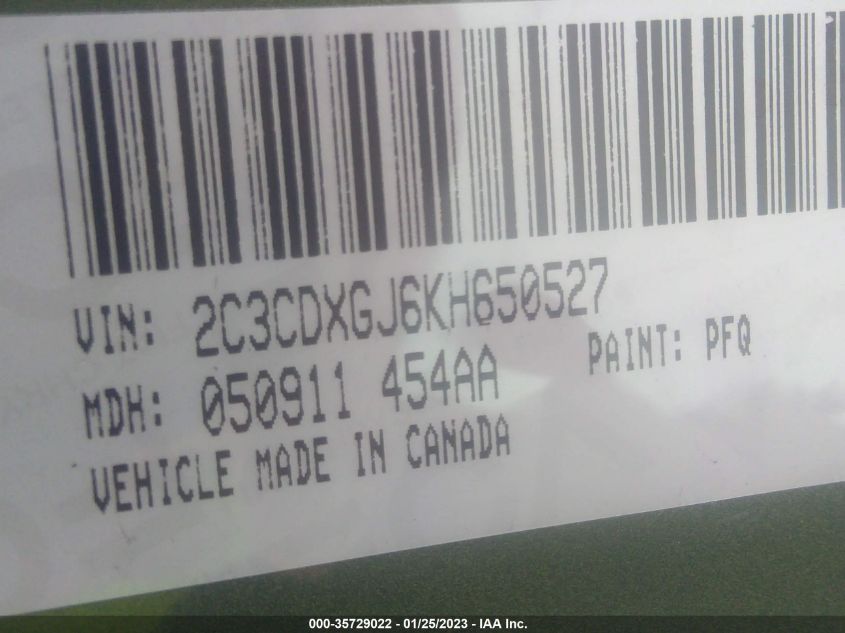 VIN: 2C3CDXGJ6KH650527
MDH: 050911 454AA PAINT: PFQ
VEHICLE MADE IN CANADA
000-35729022 - 01/25/2023 - IAA Inc.